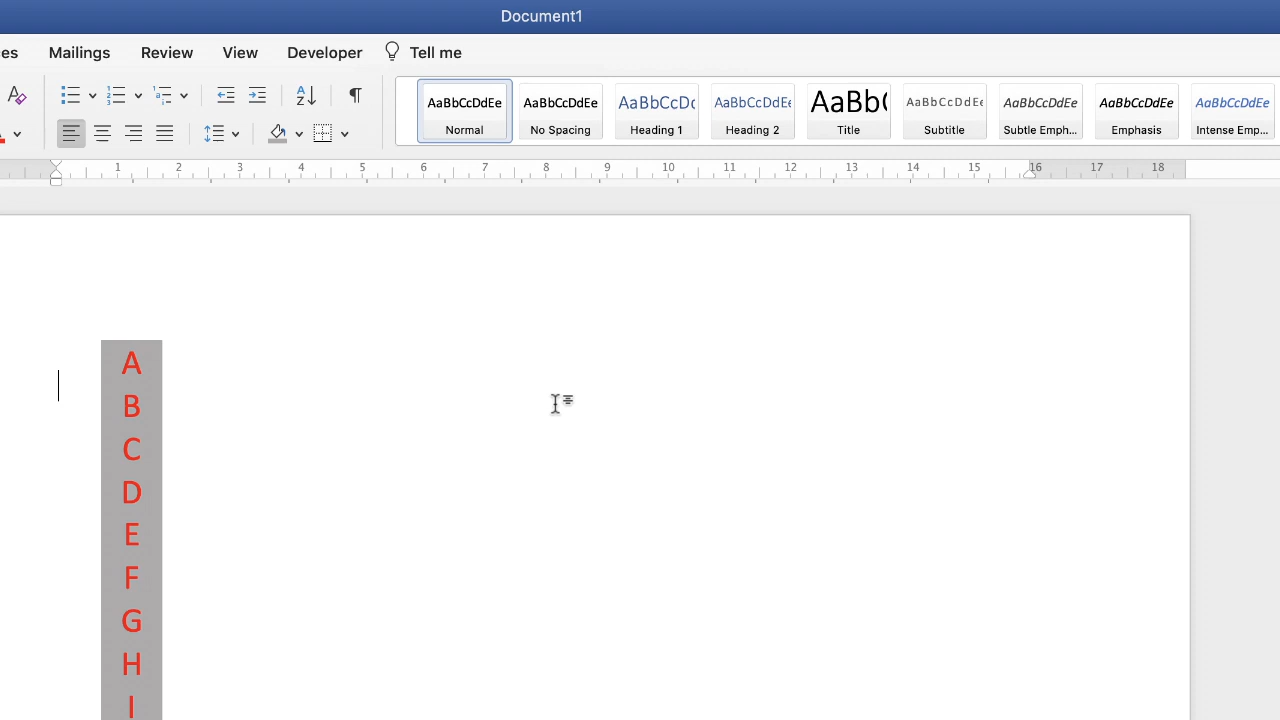 Document1
es Mailings Review View Developer Tell me
AaBbCcDdEe AaBbCcDdEe AaBbCcDc AaBbCcDdEe AaBb( AaBbCcDdEe AaBbCcDdEe AaBbCcDdEe AaBbCcDdEe
Normal No Spacing Heading 1 Heading 2 Title Subtitle Subtle Emph... Emphasis Intense Emp...
1 2 3 4 5 6 7 8 9 10 11 12 13 14 15 16 17 18
A
B
C
D
E
F
G
H
I